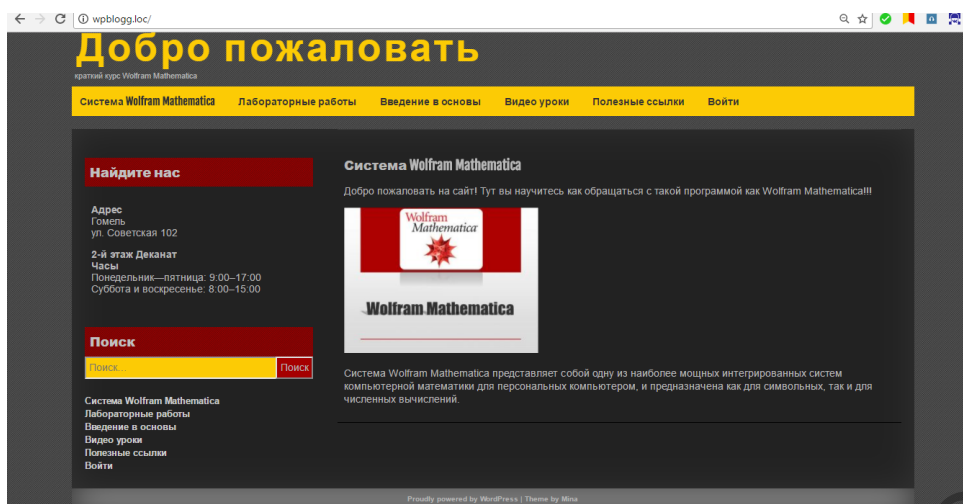 wpblogg.loc/
Добро пожаловать
краткий курс Wolfram Mathematica
Система Wolfram Mathematica Лабораторные работы Введение в основы Видео уроки Полезные ссылки Войти
Найдите нас
Адрес
Гомель
ул. Советская 102
2-й этаж Деканат
Часы
Понедельник—пятница: 9:00–17:00
Суббота и воскресенье: 8:00–15:00
Поиск
Поиск… Поиск
Система Wolfram Mathematica
Лабораторные работы
Введение в основы
Видео уроки
Полезные ссылки
Войти
Система Wolfram Mathematica
Добро пожаловать на сайт! Тут вы научитесь как обращаться с такой программой как Wolfram Mathematica!!!
Wolfram
Mathematica
Wolfram Mathematica
Система Wolfram Mathematica представляет собой одну из наиболее мощных интегрированных систем
компьютерной математики для персональных компьютером, и предназначена как для символьных, так и для
численных вычислений.
Proudly powered by WordPress | Theme by Mina